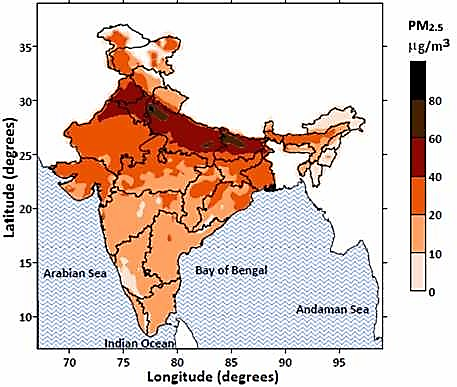 PM2.5
μg/m3
80
60
40
20
10
0
35
30
25
20
15
10
Latitude (degrees)
Arabian Sea
Bay of Bengal
Andaman Sea
Indian Ocean
70 75 80 85 90 95
Longitude (degrees)